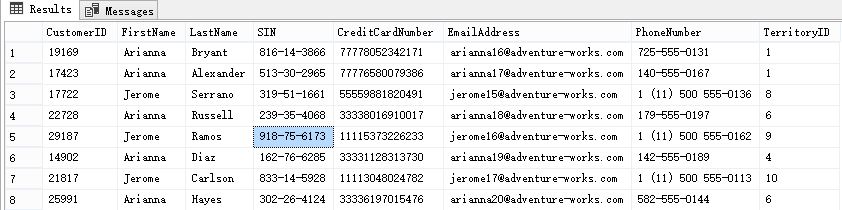 Results Messages
CustomerID FirstName LastName SIN CreditCardNumber EmailAddress PhoneNumber TerritoryID
1 19169 Arianna Bryant 816-14-3866 77778052342171 arianna16@adventure-works.com 725-555-0131 1
2 17423 Arianna Alexander 513-30-2965 77776580079386 arianna17@adventure-works.com 140-555-0167 1
3 17722 Jerome Serrano 319-51-1661 55559881820491 jerome15@adventure-works.com 1 (11) 500 555-0136 8
4 22728 Arianna Russell 239-35-4068 33338016910017 arianna18@adventure-works.com 179-555-0197 6
5 29187 Jerome Ramos 918-75-6173 11115373226233 jerome16@adventure-works.com 1 (11) 500 555-0162 9
6 14902 Arianna Diaz 162-76-6285 33331128313730 arianna19@adventure-works.com 142-555-0189 4
7 21817 Jerome Carlson 833-14-5928 11113048024782 jerome17@adventure-works.com 1 (11) 500 555-0113 10
8 25991 Arianna Hayes 302-26-4124 33336197015476 arianna20@adventure-works.com 582-555-0144 6